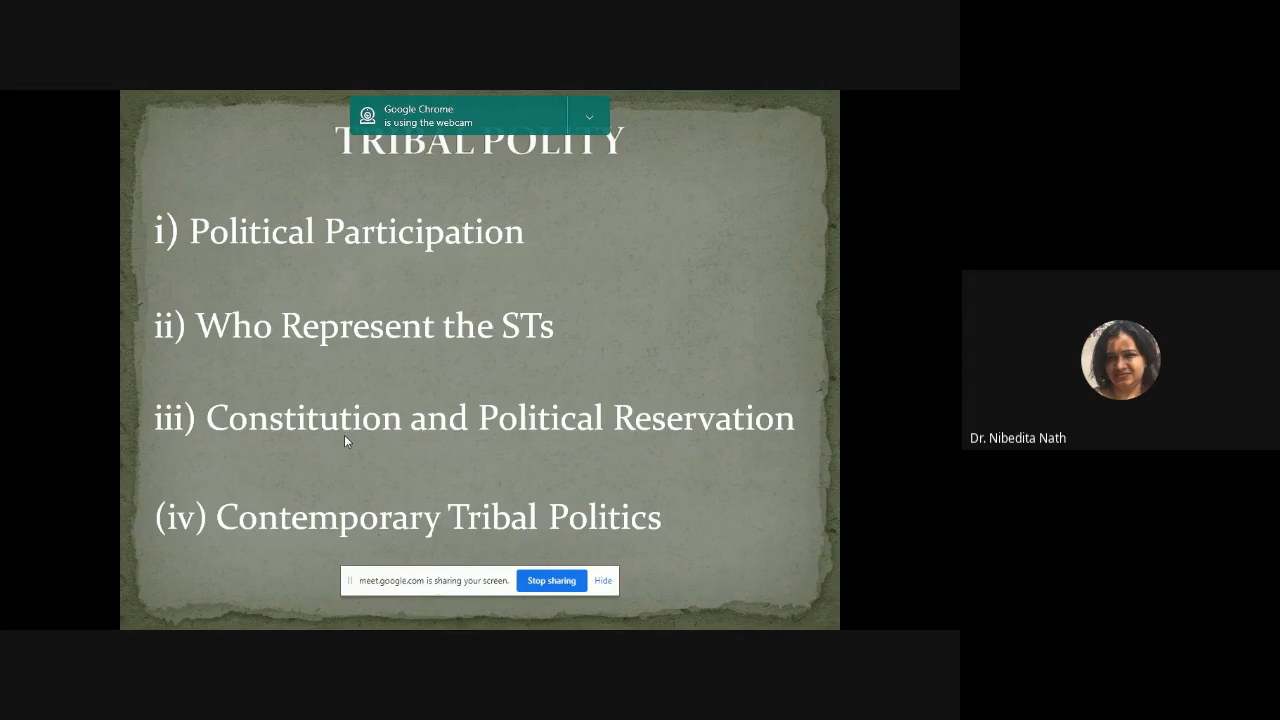 Google Chrome
is using the webcam
TRIBAL POLITY
i) Political Participation
ii) Who Represent the STs
iii) Constitution and Political Reservation
(iv) Contemporary Tribal Politics
meet.google.com is sharing your screen. Stop sharing Hide
Dr. Nibedita Nath